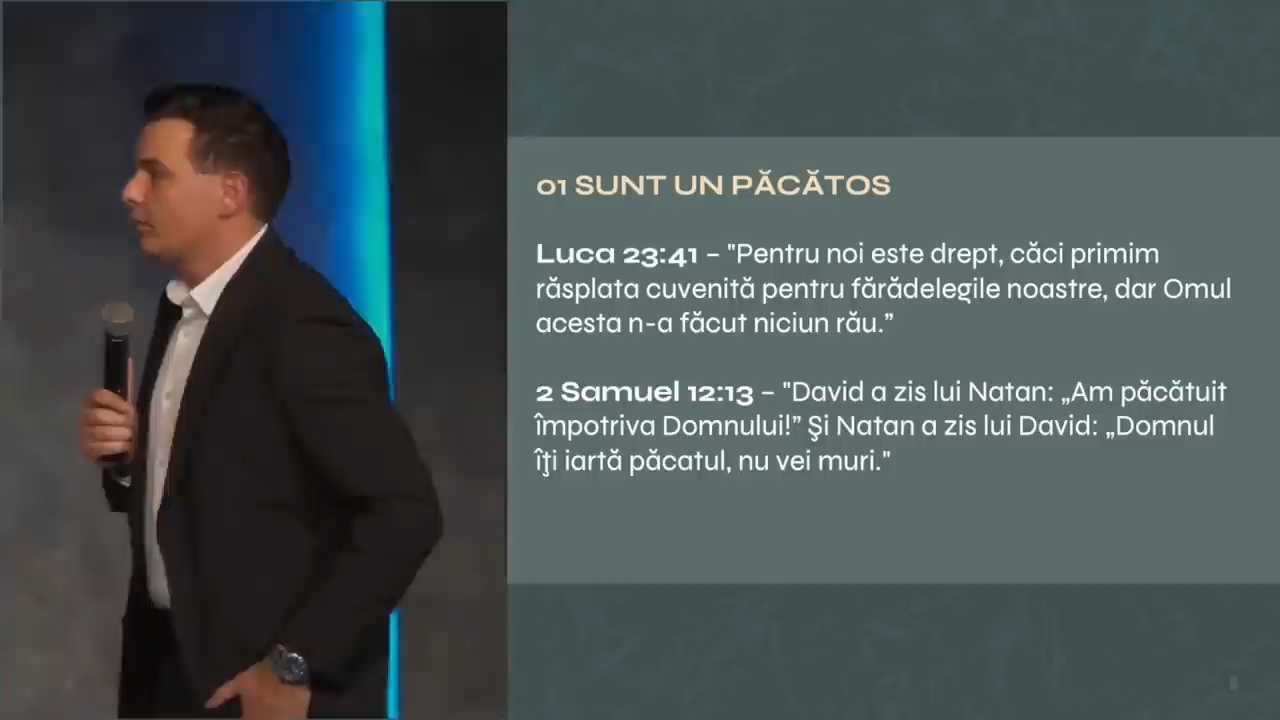 01 SUNT UN PĂCĂTOS
Luca 23:41 – "Pentru noi este drept, căci primim
răsplata cuvenită pentru fărădelegile noastre, dar Omul
acesta n-a făcut niciun rău.”
2 Samuel 12:13 – "David a zis lui Natan: „Am păcătuit
împotriva Domnului!” Şi Natan a zis lui David: „Domnul
îţi iartă păcatul, nu vei muri."